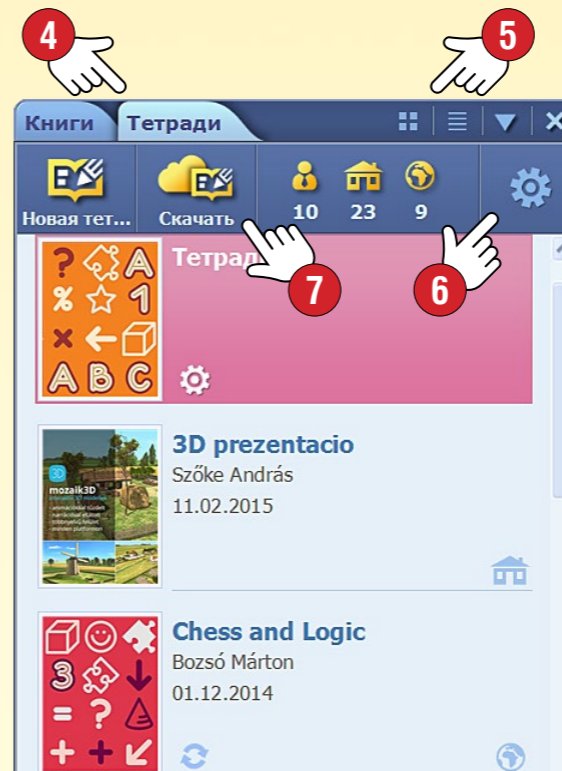 4
5
Книги
Тетради
Новая тет...
Скачать
10
23
9
7
6
? A
% 1
×
A B C
Тетрад
3D
mozaik3D
3D prezentacio
Szőke András
11.02.2015
3
= ?
+ +
Chess and Logic
Bozsó Márton
01.12.2014